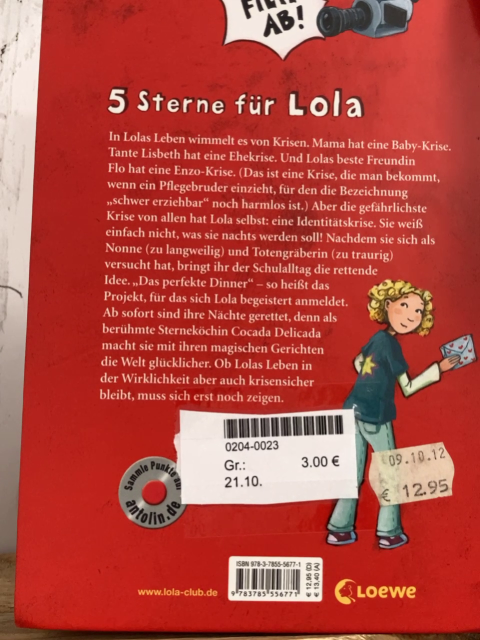 FILM
AB!
5 Sterne für Lola
In Lolas Leben wimmelt es von Krisen. Mama hat eine Baby-Krise.
Tante Lisbeth hat eine Ehekrise. Und Lolas beste Freundin
Flo hat eine Enzo-Krise. (Das ist eine Krise, die man bekommt,
wenn ein Pflegebruder einzieht, für den die Bezeichnung
„schwer erziehbar“ noch harmlos ist.) Aber die gefährlichste
Krise von allen hat Lola selbst: eine Identitätskrise. Sie weiß
einfach nicht, was sie nachts werden soll! Nachdem sie sich als
Nonne (zu langweilig) und Totengräberin (zu traurig)
versucht hat, bringt ihr der Schulalltag die rettende
Idee. „Das perfekte Dinner“ – so heißt das
Projekt, für das sich Lola begeistert anmeldet.
Ab sofort sind ihre Nächte gerettet, denn als
berühmte Sterneköchin Cocada Delicada
macht sie mit ihren magischen Gerichten
die Welt glücklicher. Ob Lolas Leben in
der Wirklichkeit aber auch krisensicher
bleibt, muss sich erst noch zeigen.
0204-0023
Gr.: 3.00 €
21.10.
09.10.12
€ 12.95
Sammle Punkte auf
antolin.de
ISBN 978-3-7855-5677-1
9 783785 556771
€ 12,95 (D)
€ 13,40 (A)
www.lola-club.de
Loewe